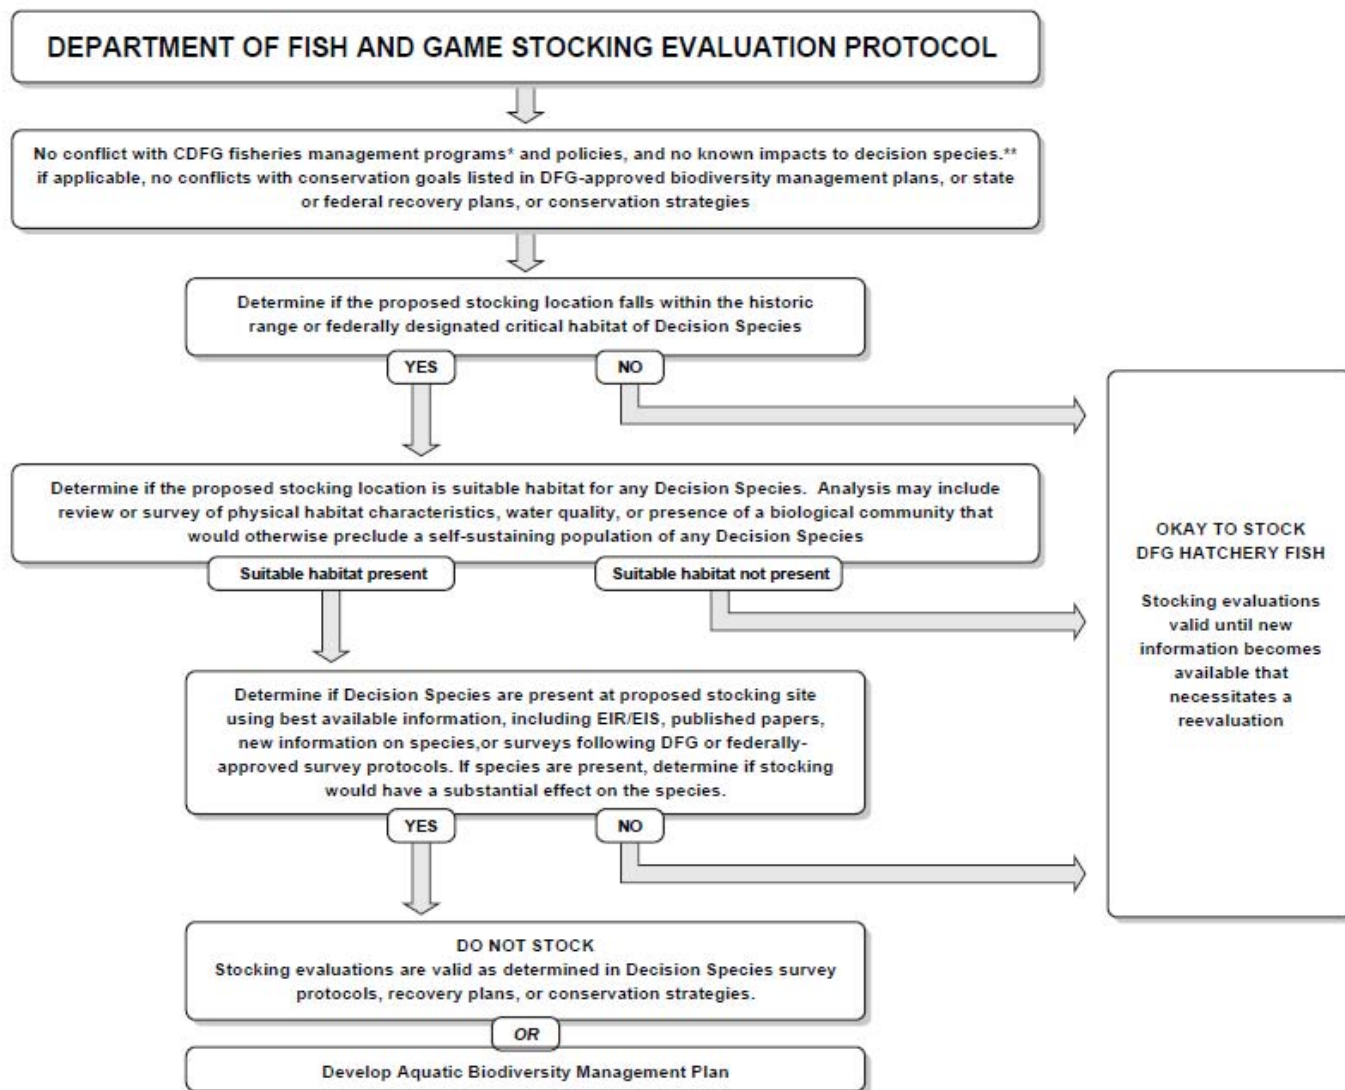 DEPARTMENT OF FISH AND GAME STOCKING EVALUATION PROTOCOL
No conflict with CDFG fisheries management programs* and policies, and no known impacts to decision species.**
if applicable, no conflicts with conservation goals listed in DFG-approved biodiversity management plans, or state
or federal recovery plans, or conservation strategies
Determine if the proposed stocking location falls within the historic
range or federally designated critical habitat of Decision Species
YES
NO
Determine if the proposed stocking location is suitable habitat for any Decision Species. Analysis may include
review or survey of physical habitat characteristics, water quality, or presence of a biological community that
would otherwise preclude a self-sustaining population of any Decision Species
Suitable habitat present
Suitable habitat not present
OKAY TO STOCK
DFG HATCHERY FISH
Stocking evaluations
valid until new
information becomes
available that
necessitates a
reevaluation
Determine if Decision Species are present at proposed stocking site
using best available information, including EIR/EIS, published papers,
new information on species,or surveys following DFG or federally-
approved survey protocols. If species are present, determine if stocking
would have a substantial effect on the species.
YES
NO
DO NOT STOCK
Stocking evaluations are valid as determined in Decision Species survey
protocols, recovery plans, or conservation strategies.
OR
Develop Aquatic Biodiversity Management Plan